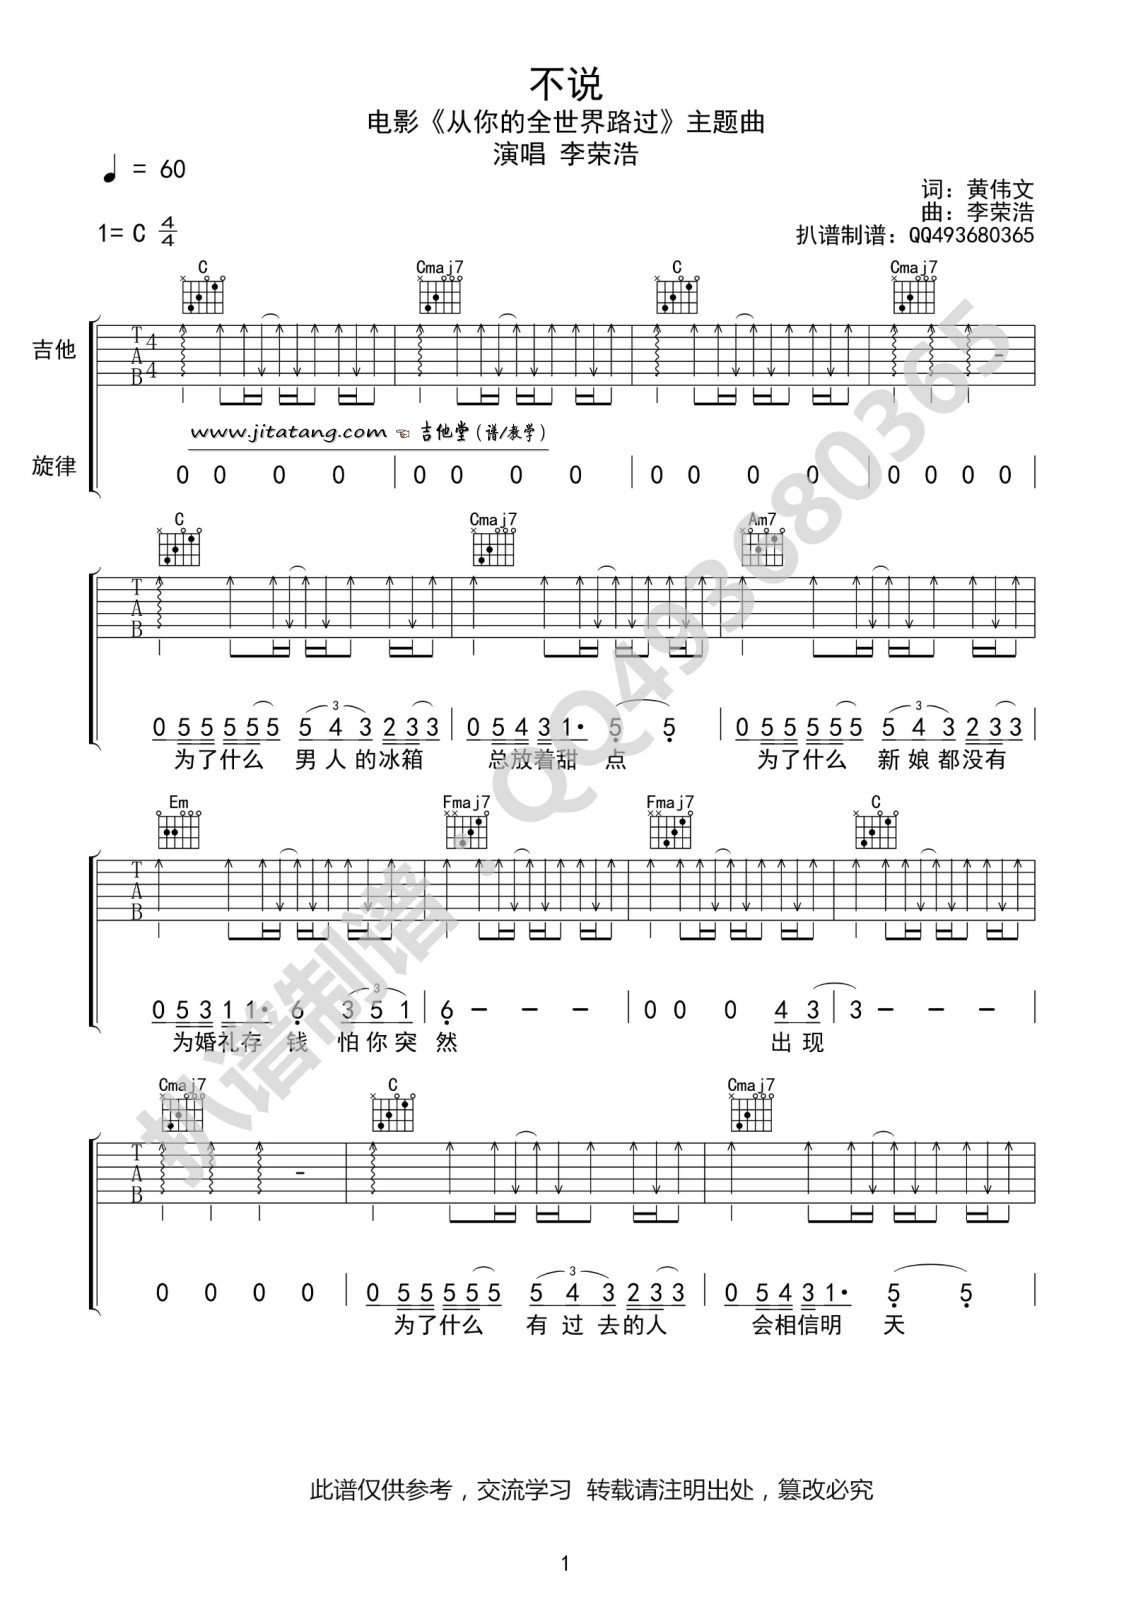 不说
电影《从你的全世界路过》主题曲
演唱 李荣浩
♩ = 60
词: 黄伟文
曲: 李荣浩
1= C 4/4
扒谱制谱: QQ493680365
C Cmaj7 C Cmaj7
吉他 T A B 4 4
www.jitatang.com ☜ 吉他堂(谱/教学)
旋律 0 0 0 0 | 0 0 0 0 | 0 0 0 0 | 0 0 0 0 |
C Cmaj7 Am7
T A B
3 3 3
0 5 5 5 5 5 5 4 3 2 3 3 | 0 5 4 3 1· 5 5 | 0 5 5 5 5 5 5 4 3 2 3 3 |
为了什么 男人的冰箱 总放着甜 点 为了什么 新娘都没有
Em Fmaj7 Fmaj7 C
T A B
3
0 5 3 1 1· 6 3 5 1 | 6 - - - | 0 0 0 4 3 | 3 - - - |
为婚礼存 钱 怕你突 然 出现
Cmaj7 C Cmaj7
T A B
3
0 0 0 0 | 0 5 5 5 5 5 5 4 3 2 3 3 | 0 5 4 3 1· 5 5 |
为了什么 有过去的人 会相信明 天
此谱仅供参考，交流学习 转载请注明出处，篡改必究
1
扒谱制谱：QQ493680365